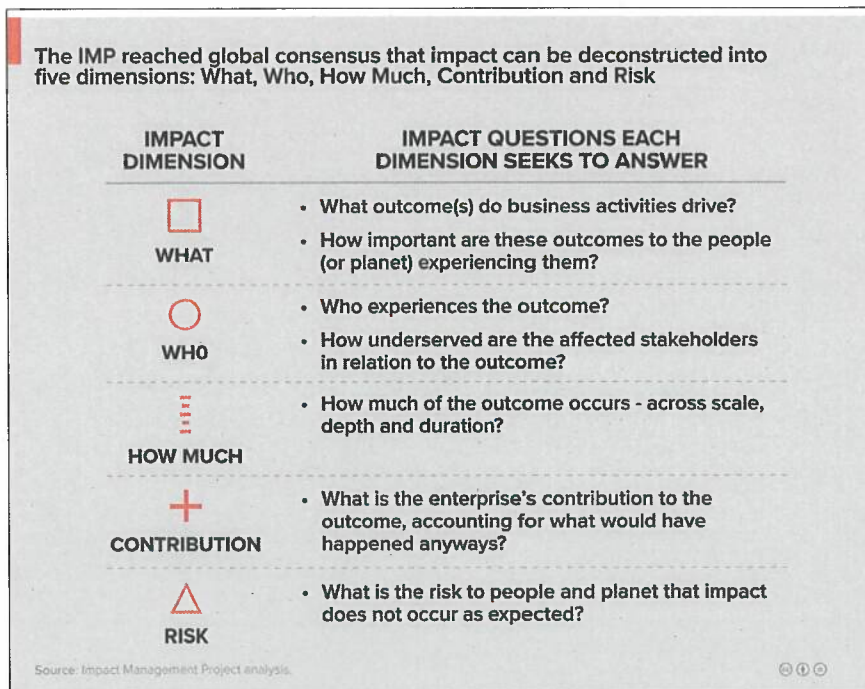 The IMP reached global consensus that impact can be deconstructed into
five dimensions: What, Who, How Much, Contribution and Risk
IMPACT
DIMENSION
IMPACT QUESTIONS EACH
DIMENSION SEEKS TO ANSWER
WHAT
• What outcome(s) do business activities drive?
• How important are these outcomes to the people
(or planet) experiencing them?
WHO
• Who experiences the outcome?
• How underserved are the affected stakeholders
in relation to the outcome?
HOW MUCH
• How much of the outcome occurs - across scale,
depth and duration?
CONTRIBUTION
• What is the enterprise's contribution to the
outcome, accounting for what would have
happened anyways?
RISK
• What is the risk to people and planet that impact
does not occur as expected?
Source: Impact Management Project analysis.